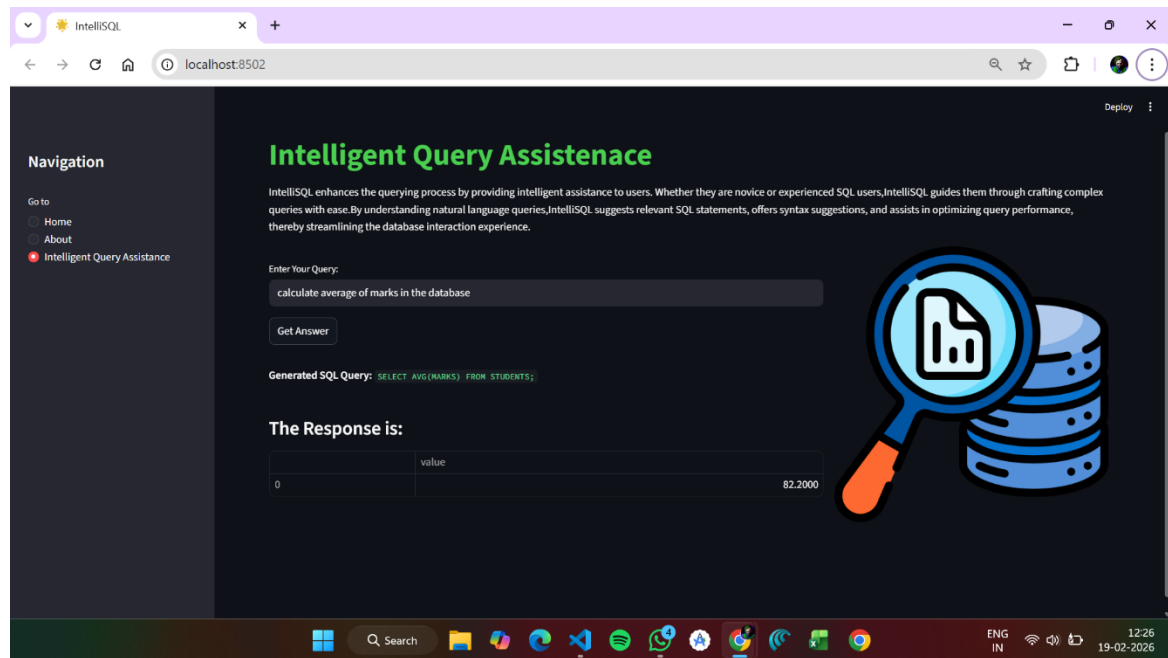 IntelliSQL
localhost:8502
Deploy
Navigation
Go to
Home
About
Intelligent Query Assistance
Intelligent Query Assistenace
IntelliSQL enhances the querying process by providing intelligent assistance to users. Whether they are novice or experienced SQL users,IntelliSQL guides them through crafting complex
queries with ease.By understanding natural language queries,IntelliSQL suggests relevant SQL statements, offers syntax suggestions, and assists in optimizing query performance,
thereby streamlining the database interaction experience.
Enter Your Query:
calculate average of marks in the database
Get Answer
Generated SQL Query: SELECT AVG(MARKS) FROM STUDENTS;
The Response is:
value
0 82.2000
Search
4
ENG
IN
12:26
19-02-2026